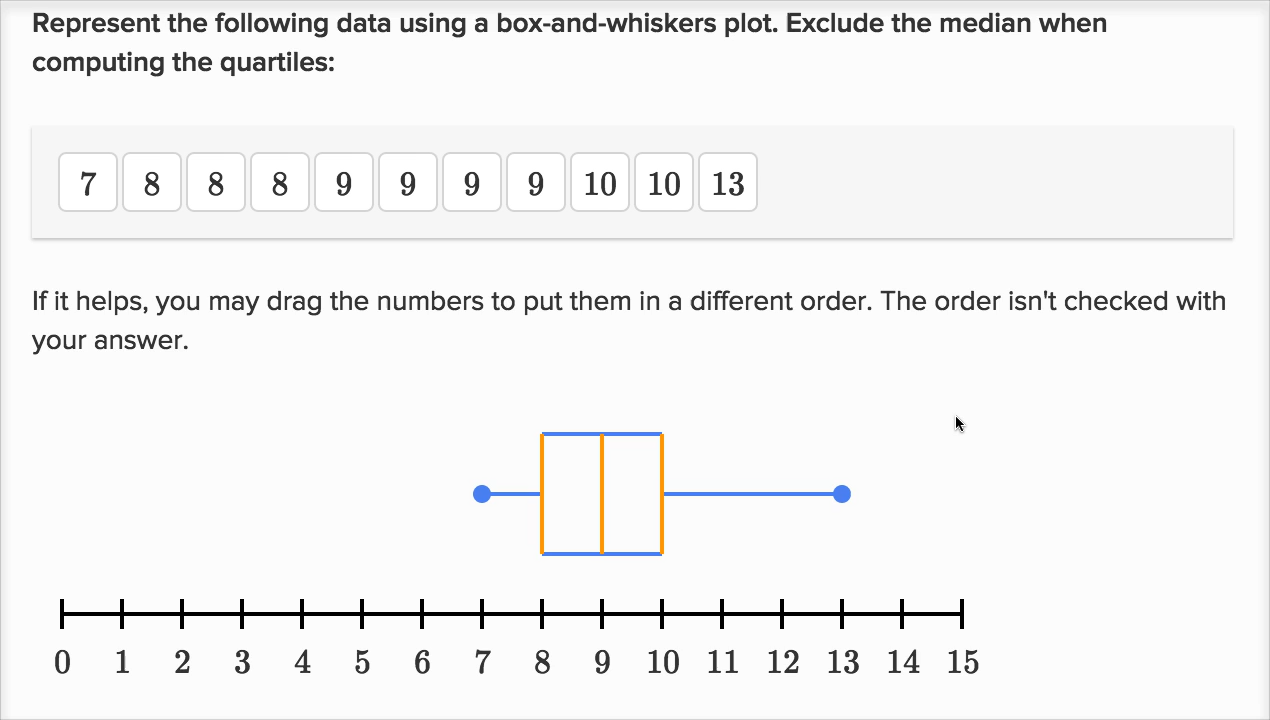 Represent the following data using a box-and-whiskers plot. Exclude the median when
computing the quartiles:
7 8 8 8 9 9 9 9 10 10 13
If it helps, you may drag the numbers to put them in a different order. The order isn't checked with
your answer.
0 1 2 3 4 5 6 7 8 9 10 11 12 13 14 15